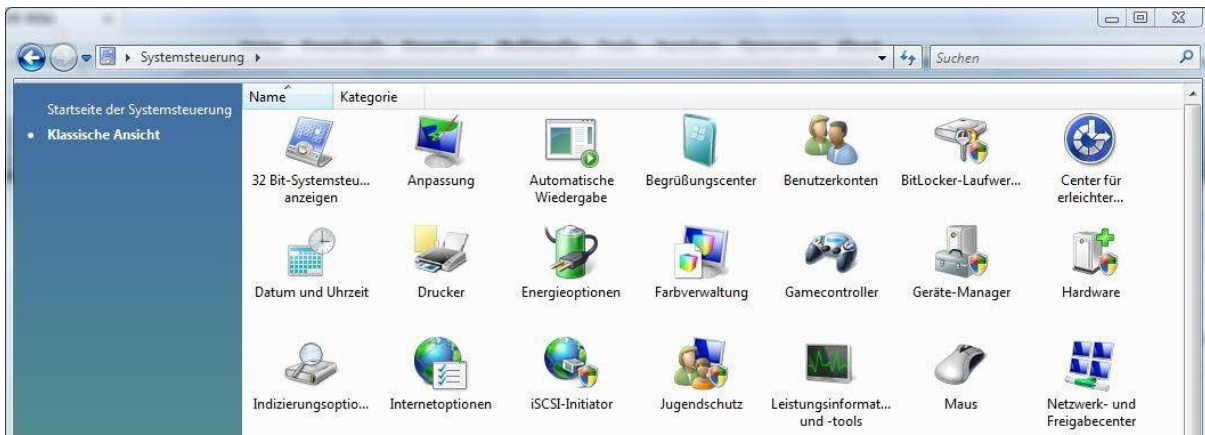 Systemsteuerung
Suchen
Startseite der Systemsteuerung
Klassische Ansicht
Name Kategorie
32 Bit-Systemsteu... anzeigen
Anpassung
Automatische Wiedergabe
Begrüßungscenter
Benutzerkonten
BitLocker-Laufwer...
Center für erleichter...
Datum und Uhrzeit
Drucker
Energieoptionen
Farbverwaltung
Gamecontroller
Geräte-Manager
Hardware
Indizierungsoptio...
Internetoptionen
iSCSI-Initiator
Jugendschutz
Leistungsinformat... und -tools
Maus
Netzwerk- und Freigabecenter